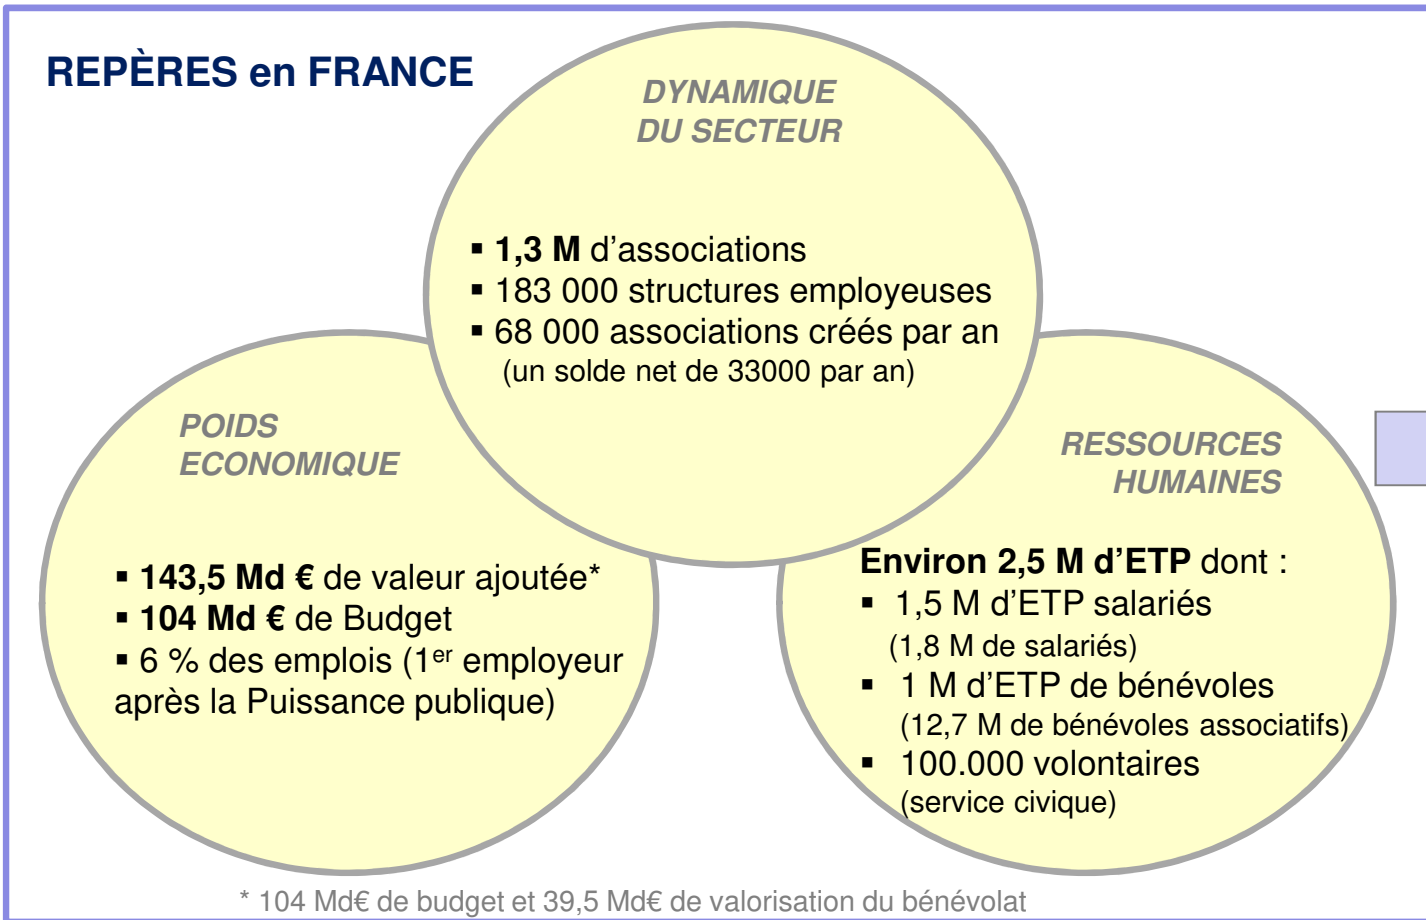 REPÈRES en FRANCE
DYNAMIQUE
DU SECTEUR
▪ 1,3 M d’associations
▪ 183 000 structures employeuses
▪ 68 000 associations créés par an
(un solde net de 33000 par an)
POIDS
ECONOMIQUE
▪ 143,5 Md € de valeur ajoutée*
▪ 104 Md € de Budget
▪ 6 % des emplois (1er employeur
après la Puissance publique)
RESSOURCES
HUMAINES
Environ 2,5 M d’ETP dont :
▪ 1,5 M d’ETP salariés
(1,8 M de salariés)
▪ 1 M d’ETP de bénévoles
(12,7 M de bénévoles associatifs)
▪ 100.000 volontaires
(service civique)
* 104 Md€ de budget et 39,5 Md€ de valorisation du bénévolat